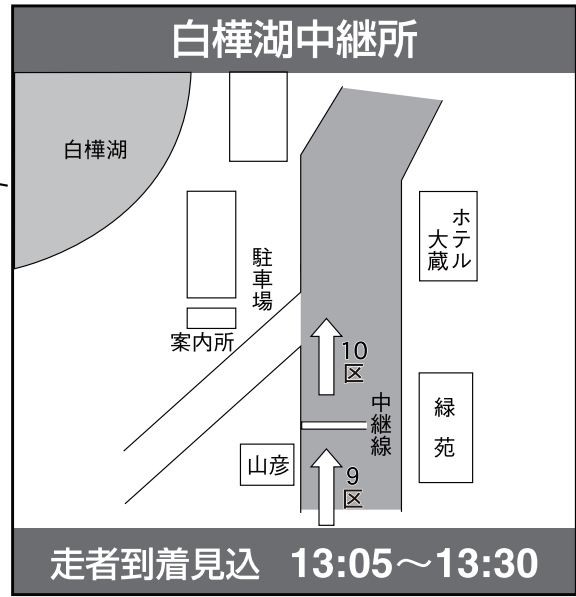 白樺湖中継所
白樺湖
ホテル
大蔵
駐車場
案内所
10区
中継線
緑苑
山彦
9区
走者到着見込 13:05～13:30